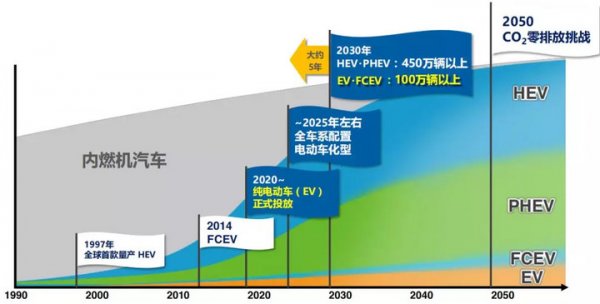 2050
CO2零排放挑战
大约
5年
2030年
HEV·PHEV：450万辆以上
EV·FCEV：100万辆以上
HEV
~2025年左右
全车系配置
电动车化型
内燃机汽车
2020~
纯电动车（EV）
正式投放
PHEV
2014
FCEV
1997年
全球首款量产 HEV
FCEV
EV
1990
2000
2010
2020
2030
2040
2050